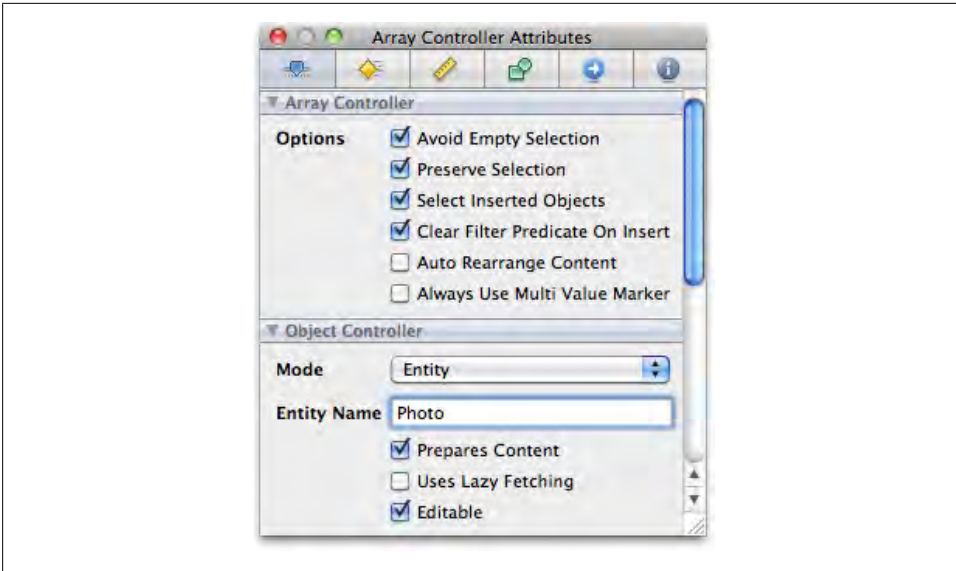 Array Controller Attributes
Array Controller
Options
Avoid Empty Selection
Preserve Selection
Select Inserted Objects
Clear Filter Predicate On Insert
Auto Rearrange Content
Always Use Multi Value Marker
Object Controller
Mode Entity
Entity Name Photo
Prepares Content
Uses Lazy Fetching
Editable